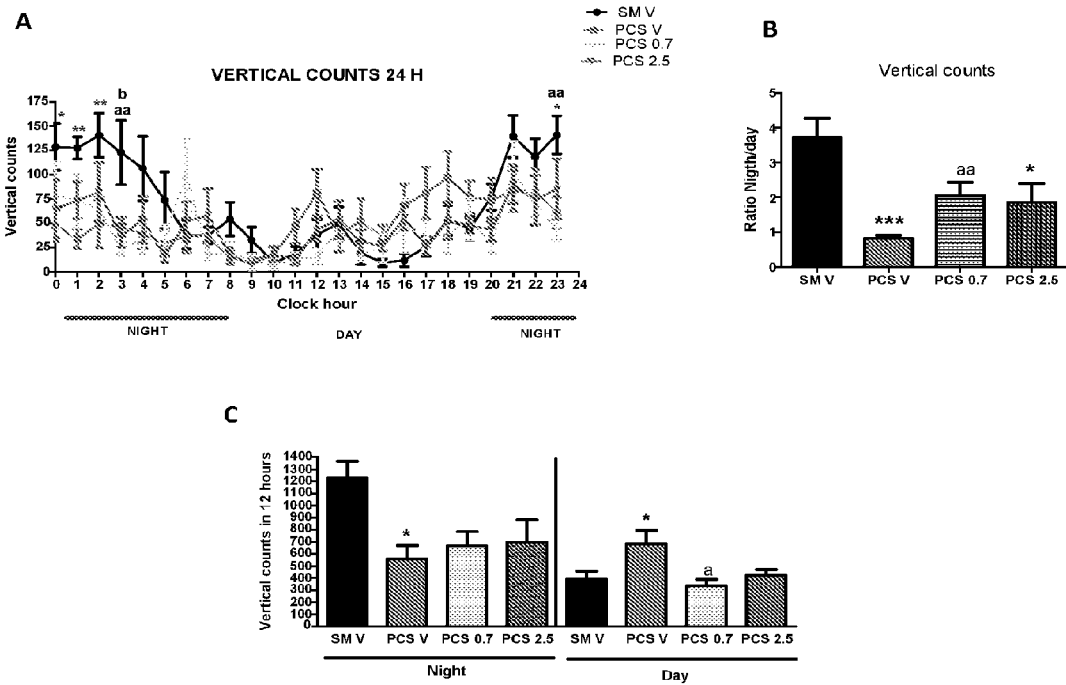 A
SM V
PCS V
PCS 0.7
PCS 2.5
VERTICAL COUNTS 24 H
Vertical counts
175
150
125
100
75
50
25
0
*
**
**
b
aa
aa
*
0 1 2 3 4 5 6 7 8 9 10 11 12 13 14 15 16 17 18 19 20 21 22 23 24
Clock hour
NIGHT
DAY
NIGHT
B
Vertical counts
Ratio Nigth/day
5
4
3
2
1
0
***
aa
*
SM V PCS V PCS 0.7 PCS 2.5
C
Vertical counts in 12 hours
1400
1300
1200
1100
1000
900
800
700
600
500
400
300
200
100
0
*
*
a
SM V PCS V PCS 0.7 PCS 2.5 SM V PCS V PCS 0.7 PCS 2.5
Night
Day